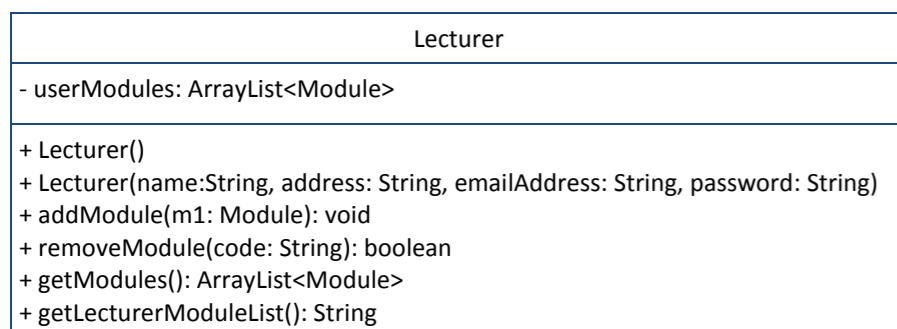 Lecturer
- userModules: ArrayList<Module>
+ Lecturer()
+ Lecturer(name:String, address: String, emailAddress: String, password: String)
+ addModule(m1: Module): void
+ removeModule(code: String): boolean
+ getModules(): ArrayList<Module>
+ getLecturerModuleList(): String